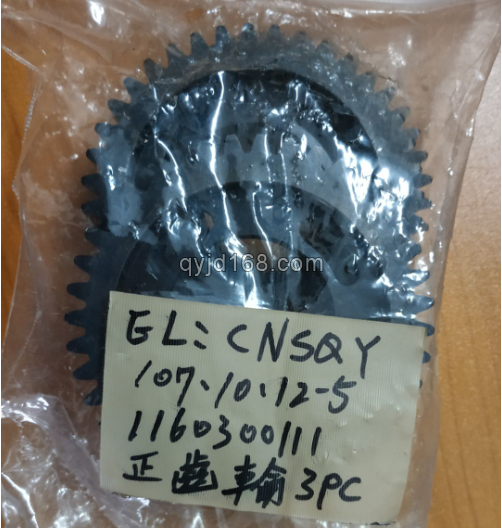 qyjd168.com
GL: CNSQY
107.10.12-5
1160300111
正齒輪3PC